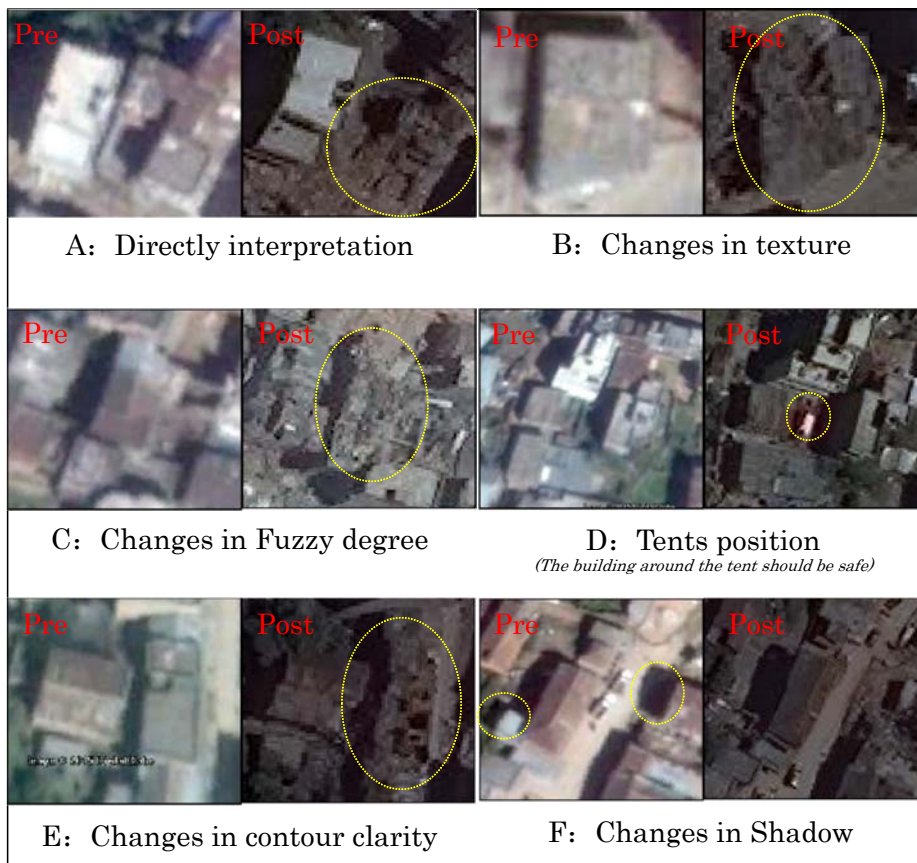 Pre Post Pre Post
A: Directly interpretation B: Changes in texture
Pre Post Pre Post
C: Changes in Fuzzy degree D: Tents position
(The building around the tent should be safe)
Pre Post Pre Post
E: Changes in contour clarity F: Changes in Shadow